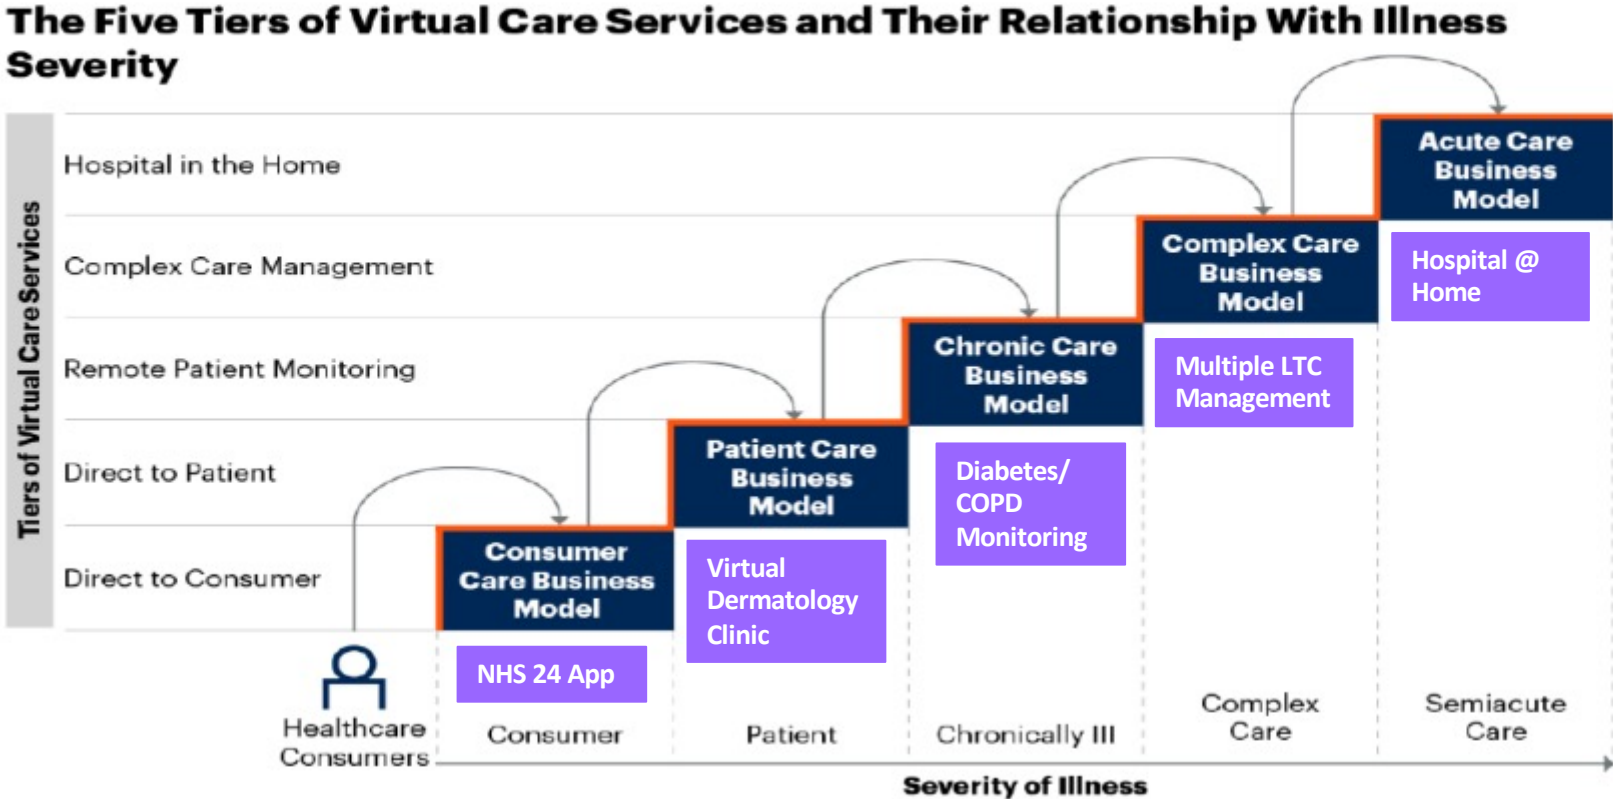 The Five Tiers of Virtual Care Services and Their Relationship With Illness
Severity
Tiers of Virtual Care Services
Hospital in the Home
Complex Care Management
Remote Patient Monitoring
Direct to Patient
Direct to Consumer
Acute Care
Business
Model
Hospital @
Home
Complex Care
Business
Model
Multiple LTC
Management
Chronic Care
Business
Model
Diabetes/
COPD
Monitoring
Patient Care
Business
Model
Virtual
Dermatology
Clinic
Consumer
Care Business
Model
NHS 24 App
Healthcare
Consumers
Consumer
Patient
Chronically Ill
Complex
Care
Semiacute
Care
Severity of Illness